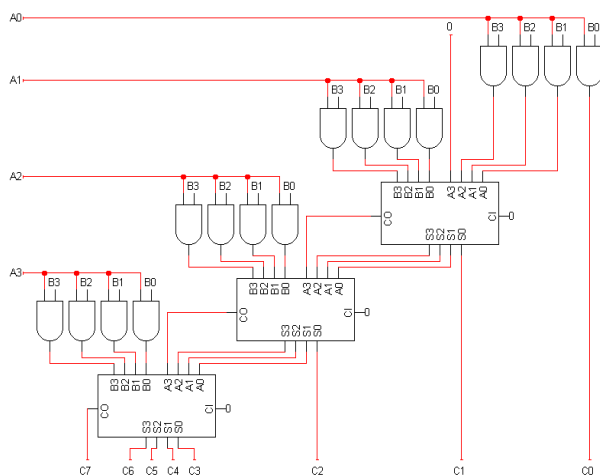 A0
0
B3 B2 B1 B0
A1
B3 B2 B1 B0
A2
B3 B2 B1 B0
B3 B2 B1 B0 A3 A2 A1 A0
CO CI 0
S3 S2 S1 S0
A3
B3 B2 B1 B0
B3 B2 B1 B0 A3 A2 A1 A0
CO CI 0
S3 S2 S1 S0
B3 B2 B1 B0 A3 A2 A1 A0
CO CI 0
S3 S2 S1 S0
C7 C6 C5 C4 C3 C2 C1 C0